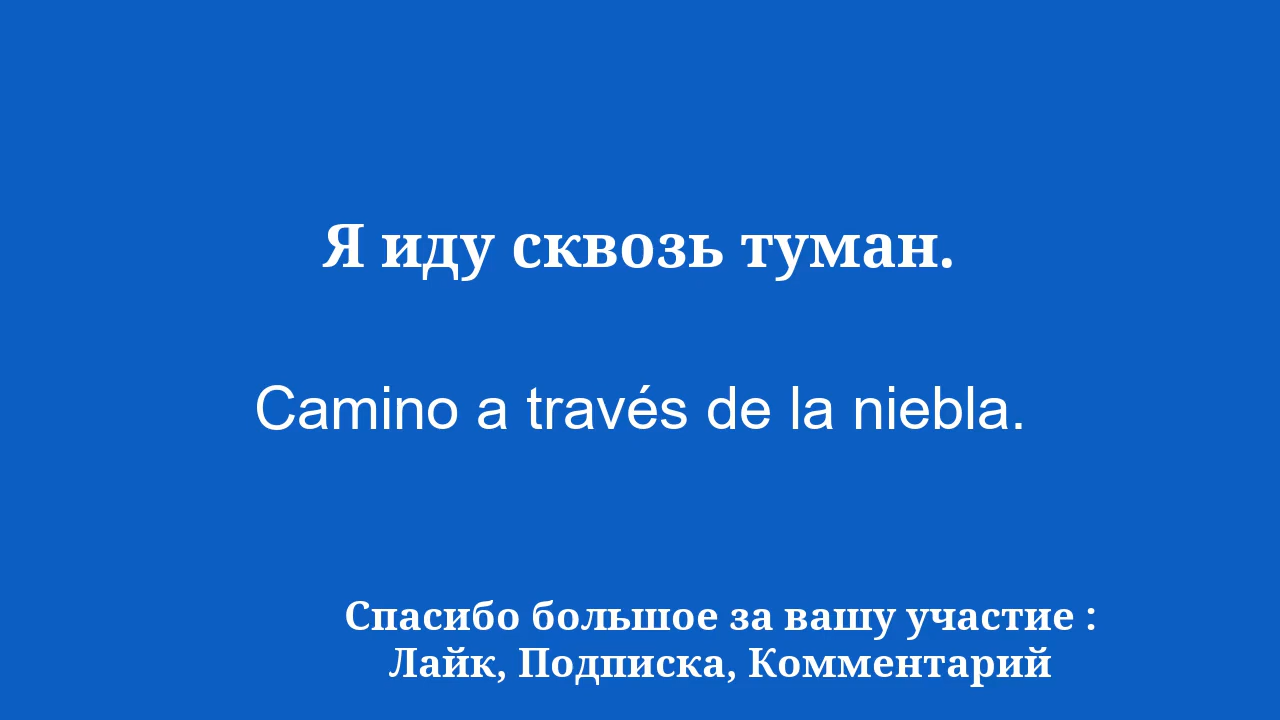 Я иду сквозь туман.
Camino a través de la niebla.
Спасибо большое за вашу участие :
Лайк, Подписка, Комментарий